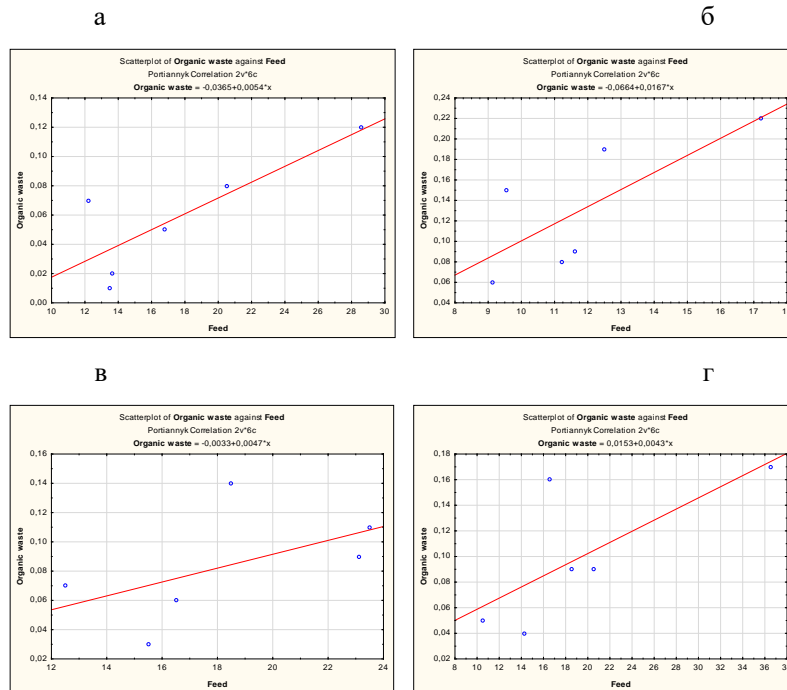 а
б
Scatterplot of Organic waste against Feed
Portiannyk Correlation 2v*6c
Organic waste = -0,0365+0,0054*x
0,14
0,12
0,10
0,08
0,06
0,04
0,02
0,00
Organic waste
10 12 14 16 18 20 22 24 26 28 30
Feed
Scatterplot of Organic waste against Feed
Portiannyk Correlation 2v*6c
Organic waste = -0,0664+0,0167*x
0,24
0,22
0,20
0,18
0,16
0,14
0,12
0,10
0,08
0,06
0,04
Organic waste
8 9 10 11 12 13 14 15 16 17
Feed
в
г
Scatterplot of Organic waste against Feed
Portiannyk Correlation 2v*6c
Organic waste = -0,0033+0,0047*x
0,16
0,14
0,12
0,10
0,08
0,06
0,04
0,02
Organic waste
12 14 16 18 20 22 24
Feed
Scatterplot of Organic waste against Feed
Portiannyk Correlation 2v*6c
Organic waste = 0,0153+0,0043*x
0,18
0,16
0,14
0,12
0,10
0,08
0,06
0,04
0,02
Organic waste
8 10 12 14 16 18 20 22 24 26 28 30 32 34 36
Feed